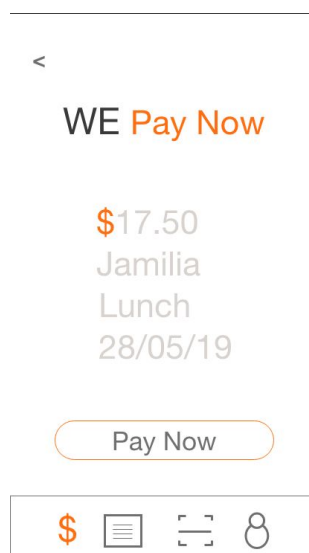 <
WE Pay Now
$17.50
Jamilia
Lunch
28/05/19
Pay Now
$